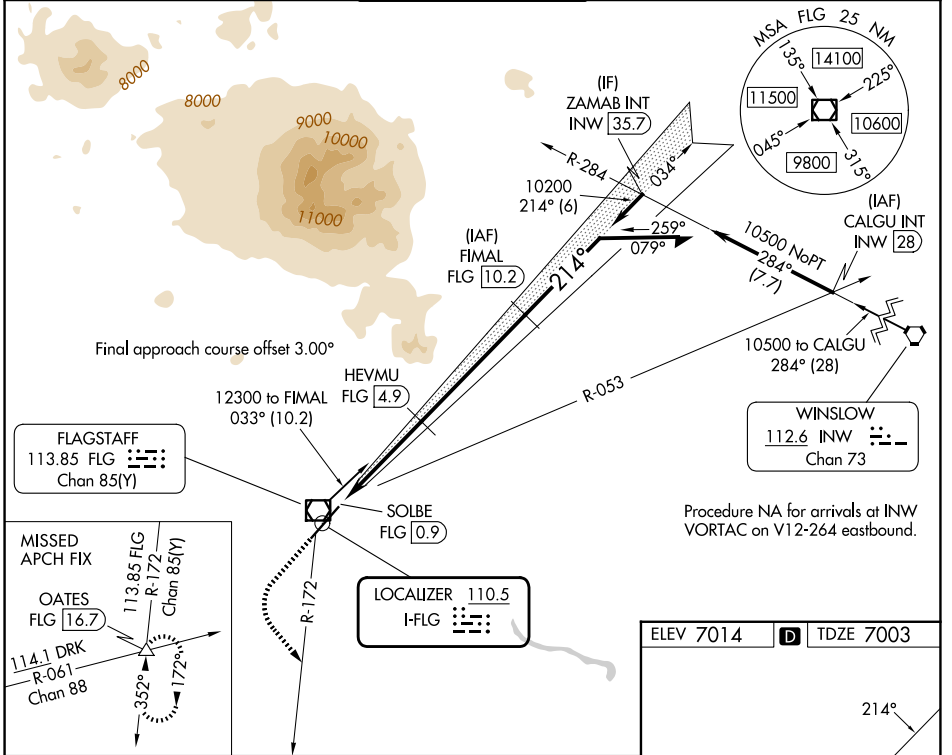 MSA FLG 25 NM
135°
14100
225°
11500
10600
045°
9800
315°
8000
8000
9000
10000
11000
(IF)
ZAMAB INT
INW 35.7
R-284
034°
10200
214° (6)
(IAF)
CALGU INT
INW 28
10500 NoPT
284°
(7.7)
259°
079°
(IAF)
FIMAL
FLG 10.2
214°
10500 to CALGU
284° (28)
Final approach course offset 3.00°
HEVMU
FLG 4.9
12300 to FIMAL
033° (10.2)
R-053
WINSLOW
112.6 INW
Chan 73
FLAGSTAFF
113.85 FLG
Chan 85(Y)
SOLBE
FLG 0.9
Procedure NA for arrivals at INW
VORTAC on V12-264 eastbound.
R-172
LOCALIZER 110.5
I-FLG
MISSED
APCH FIX
113.85 FLG
R-172
Chan 85(Y)
OATES
FLG 16.7
114.1 DRK
R-061
Chan 88
352°
172°
ELEV 7014 D TDZE 7003
214°